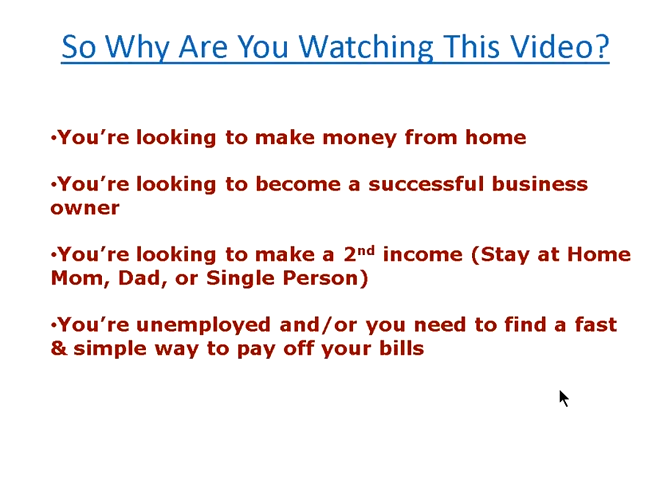 So Why Are You Watching This Video?
•You're looking to make money from home
•You're looking to become a successful business
owner
•You're looking to make a 2nd income (Stay at Home
Mom, Dad, or Single Person)
•You're unemployed and/or you need to find a fast
& simple way to pay off your bills